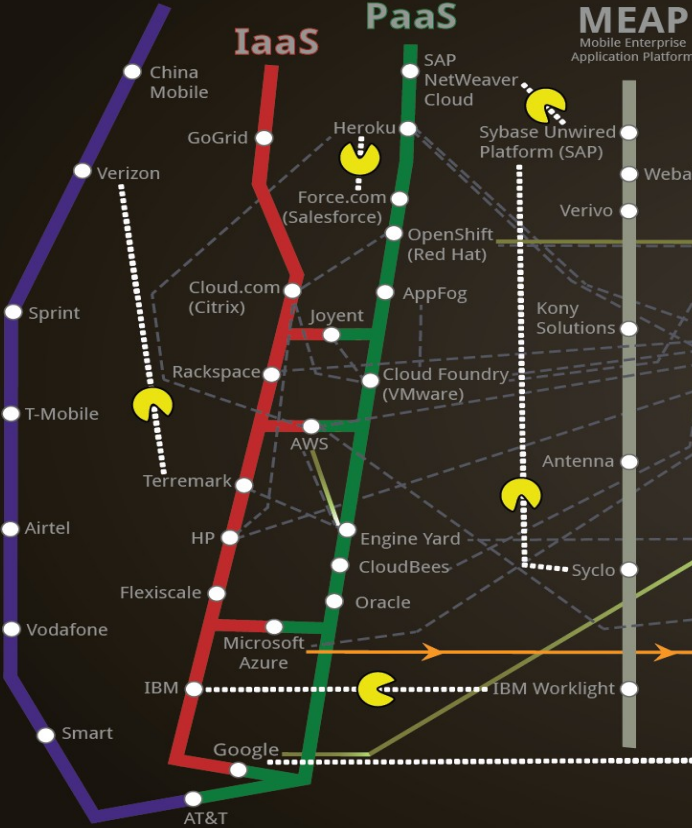 IaaS
PaaS
MEAP
Mobile Enterprise
Application Platform
China
Mobile
Verizon
Sprint
T-Mobile
Airtel
Vodafone
Smart
AT&T
GoGrid
Cloud.com
(Citrix)
Joyent
Rackspace
AWS
Terremark
HP
Flexiscale
Microsoft
Azure
IBM
Google
SAP
NetWeaver
Cloud
Heroku
Force.com
(Salesforce)
OpenShift
(Red Hat)
AppFog
Cloud Foundry
(VMware)
Engine Yard
CloudBees
Oracle
Sybase Unwired
Platform (SAP)
Weba
Verivo
Kony
Solutions
Antenna
Syclo
IBM Worklight